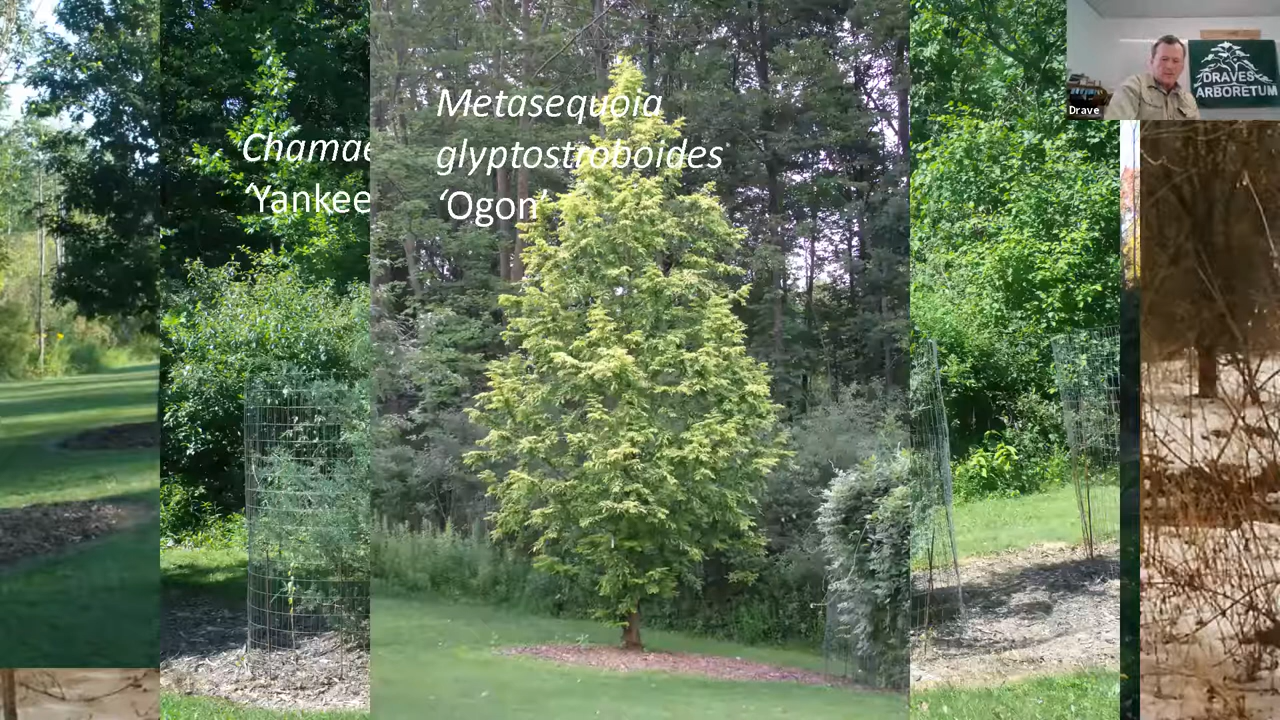 Chamae
‘Yankee
Metasequoia
glyptostroboides
‘Ogon’
Drave
DRAVES
ARBORETUM